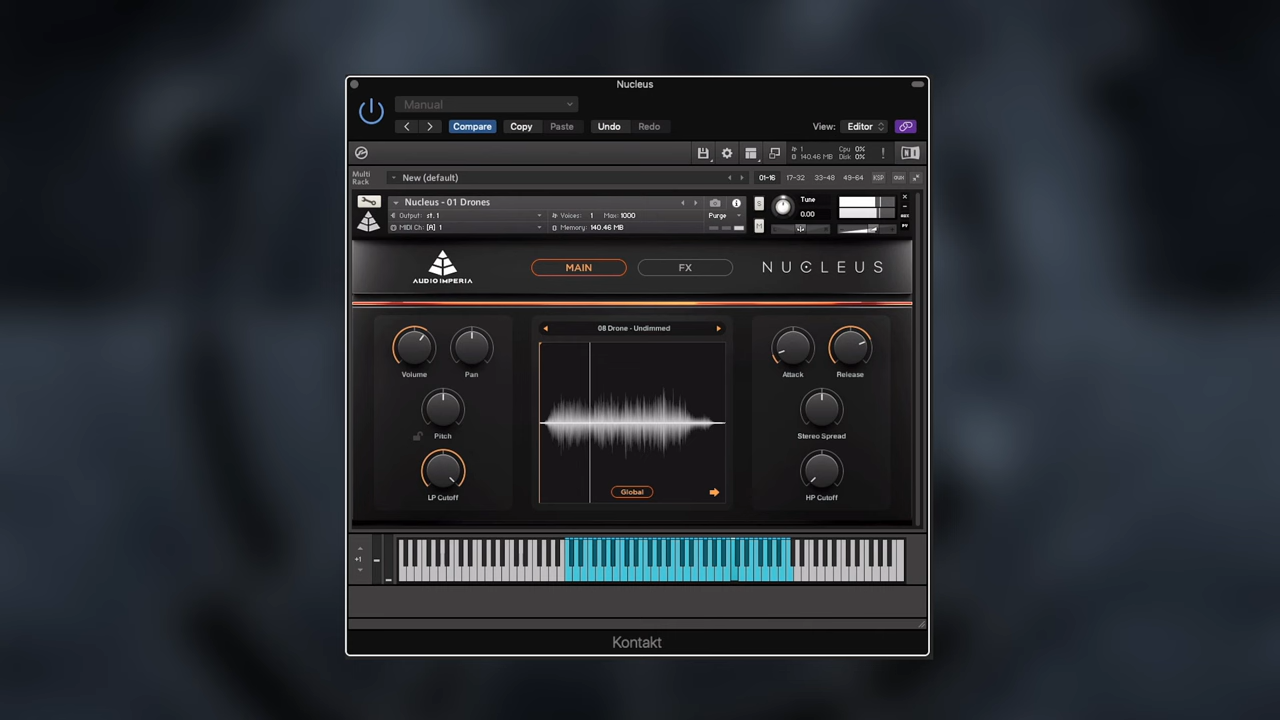 Nucleus
Manual
Compare Copy Paste Undo Redo View: Editor
1 Cpu 0%
140.46 MB Disk 0%
Multi Rack New (default) 01-16 17-32 33-48 49-64 KSP
Nucleus - 01 Drones Purge S Tune 0.00
Output: st. 1 Voices: 1 Max: 1000
MIDI Ch: [A] 1 Memory: 140.46 MB M
AUDIO IMPERIA MAIN FX NUCLEUS
08 Drone - Undimmed
Volume Pan Attack Release
Pitch Stereo Spread
LP Cutoff HP Cutoff
Global
+1
Kontakt